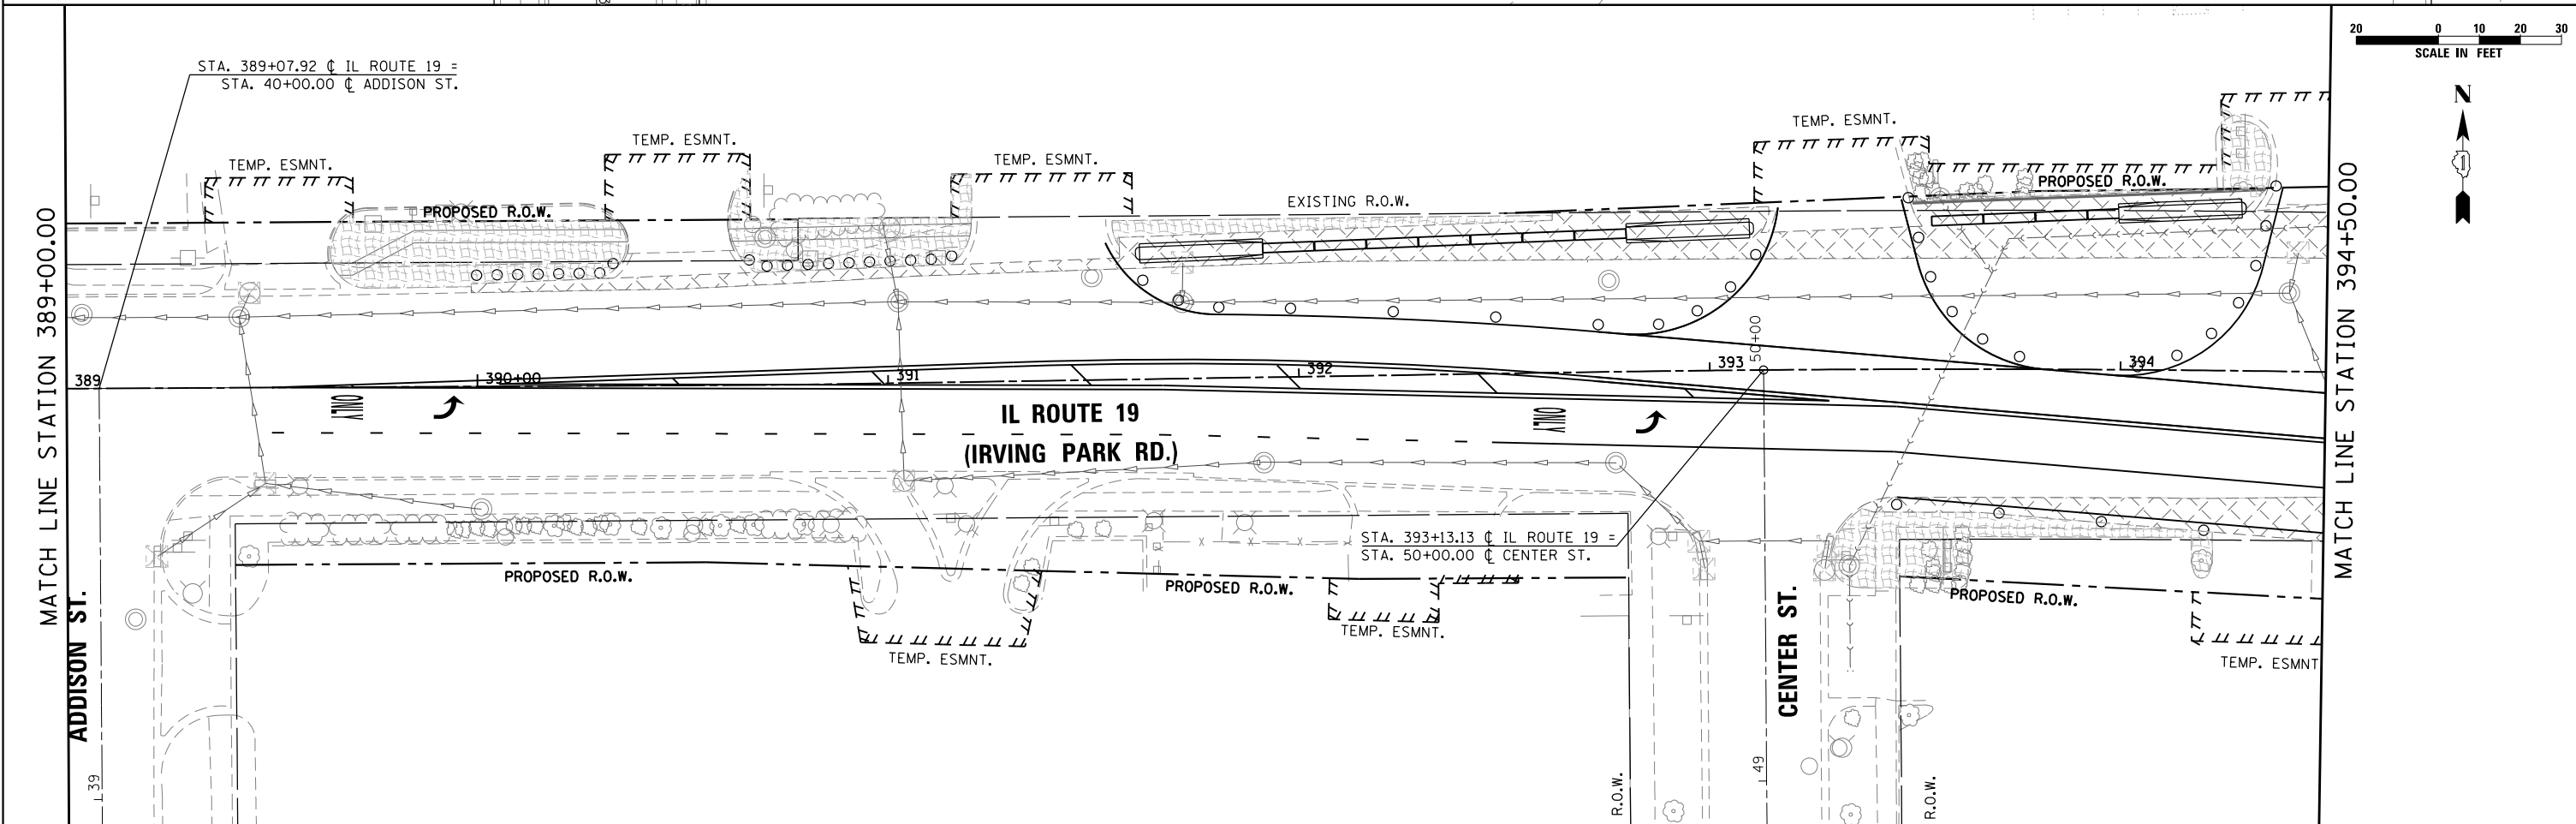 STA. 389+07.92 ℄ IL ROUTE 19 =
STA. 40+00.00 ℄ ADDISON ST.
20 0 10 20 30
SCALE IN FEET
N
TEMP. ESMNT.
TEMP. ESMNT.
TEMP. ESMNT.
TEMP. ESMNT.
PROPOSED R.O.W.
EXISTING R.O.W.
PROPOSED R.O.W.
MATCH LINE STATION 389+00.00
MATCH LINE STATION 394+50.00
389
390+00
391
392
393
50+00
394
ONLY
ONLY
IL ROUTE 19
(IRVING PARK RD.)
STA. 393+13.13 ℄ IL ROUTE 19 =
STA. 50+00.00 ℄ CENTER ST.
PROPOSED R.O.W.
PROPOSED R.O.W.
PROPOSED R.O.W.
TEMP. ESMNT.
TEMP. ESMNT.
TEMP. ESMNT
ADDISON ST.
CENTER ST.
39
49
R.O.W.
R.O.W.